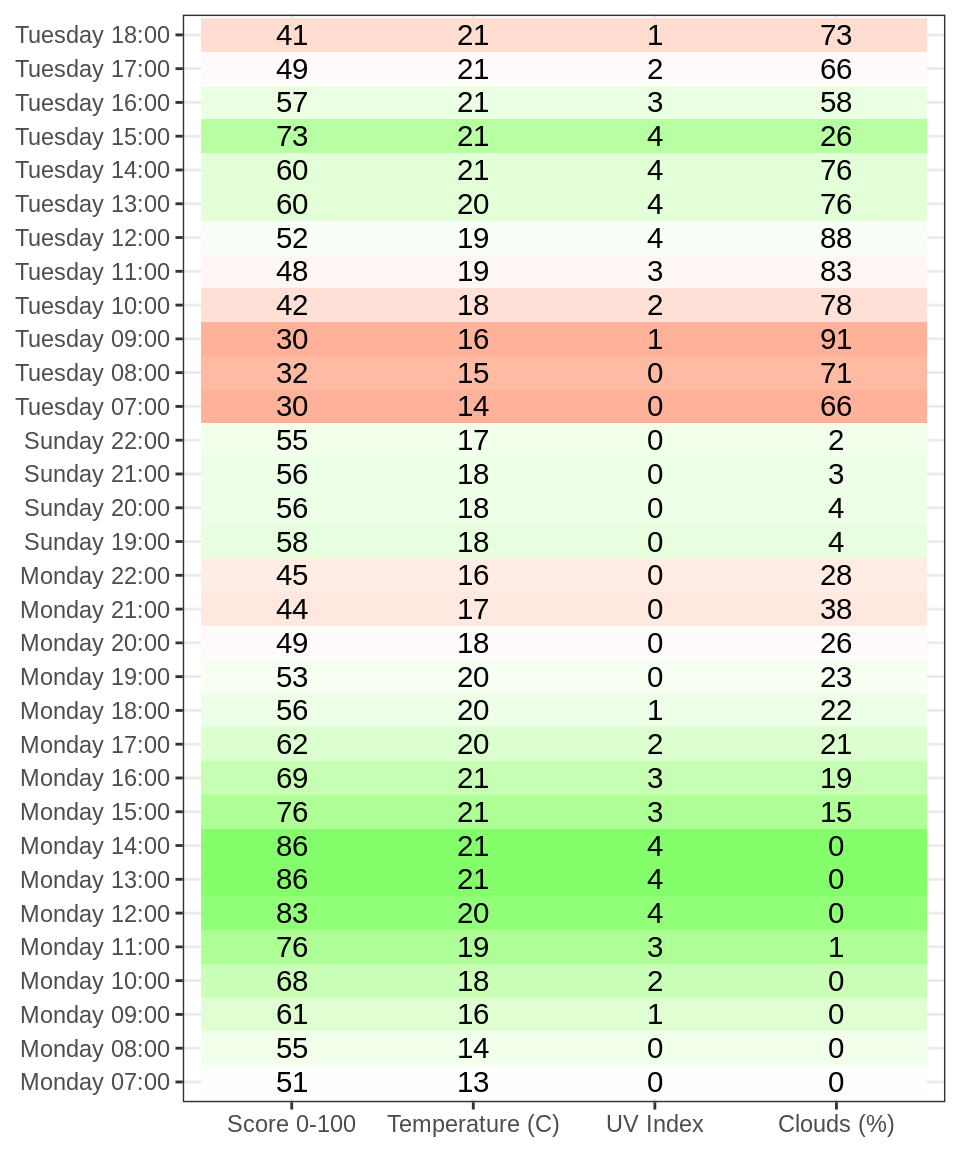 Tuesday 18:00 41 21 1 73
Tuesday 17:00 49 21 2 66
Tuesday 16:00 57 21 3 58
Tuesday 15:00 73 21 4 26
Tuesday 14:00 60 21 4 76
Tuesday 13:00 60 20 4 76
Tuesday 12:00 52 19 4 88
Tuesday 11:00 48 19 3 83
Tuesday 10:00 42 18 2 78
Tuesday 09:00 30 16 1 91
Tuesday 08:00 32 15 0 71
Tuesday 07:00 30 14 0 66
Sunday 22:00 55 17 0 2
Sunday 21:00 56 18 0 3
Sunday 20:00 56 18 0 4
Sunday 19:00 58 18 0 4
Monday 22:00 45 16 0 28
Monday 21:00 44 17 0 38
Monday 20:00 49 18 0 26
Monday 19:00 53 20 0 23
Monday 18:00 56 20 1 22
Monday 17:00 62 20 2 21
Monday 16:00 69 21 3 19
Monday 15:00 76 21 3 15
Monday 14:00 86 21 4 0
Monday 13:00 86 21 4 0
Monday 12:00 83 20 4 0
Monday 11:00 76 19 3 1
Monday 10:00 68 18 2 0
Monday 09:00 61 16 1 0
Monday 08:00 55 14 0 0
Monday 07:00 51 13 0 0
Score 0-100 Temperature (C) UV Index Clouds (%)